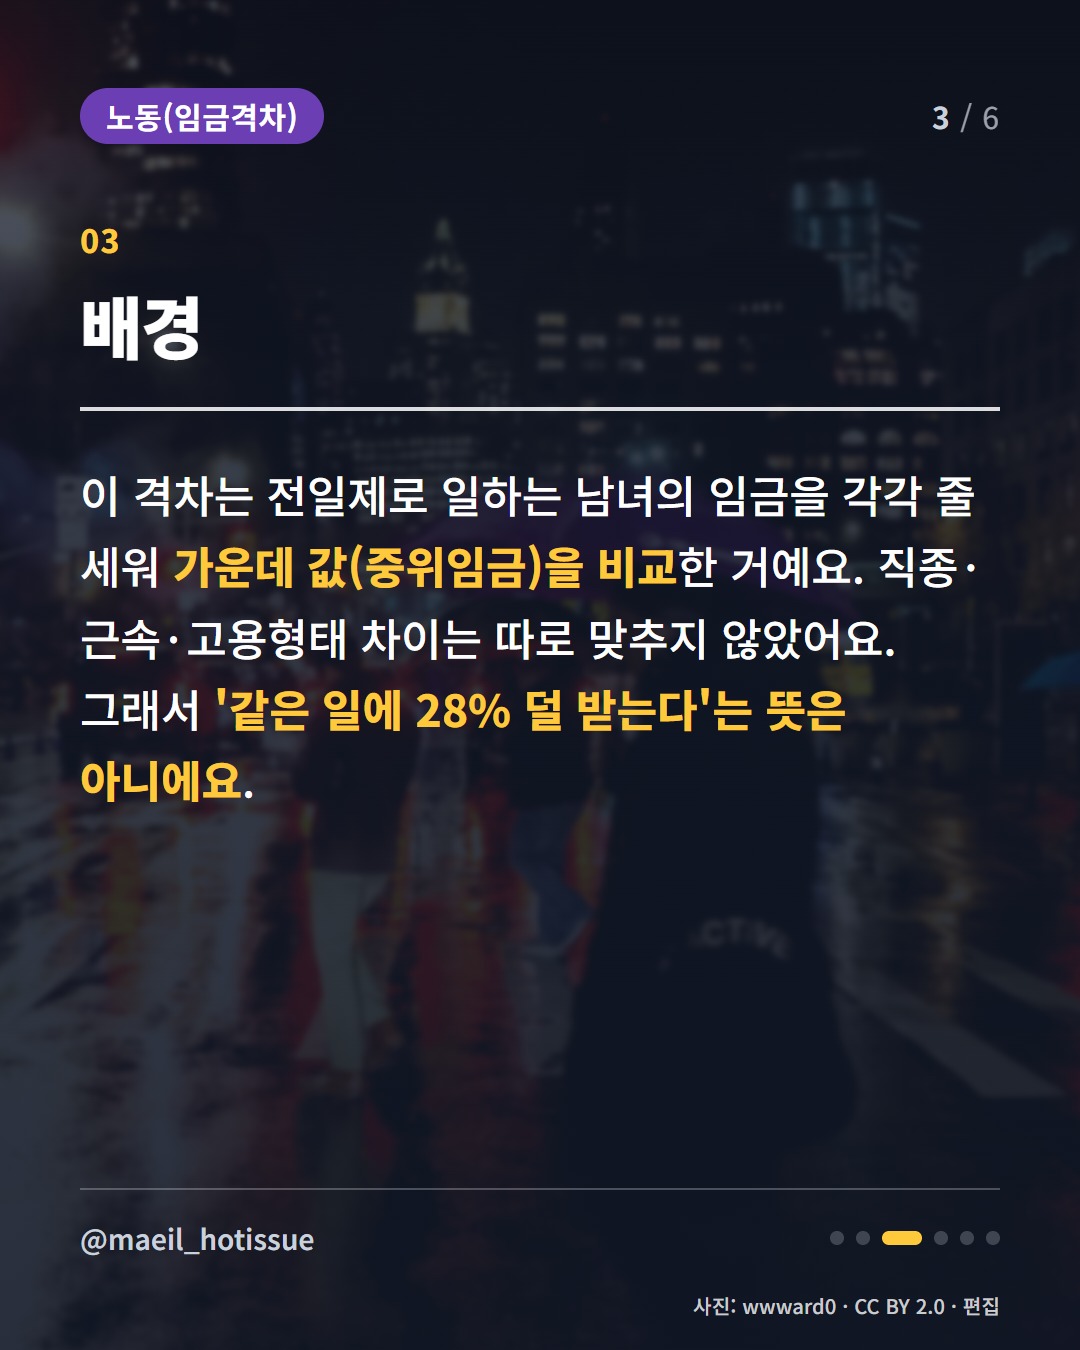 노동(임금격차)
3 / 6
03
배경
이 격차는 전일제로 일하는 남녀의 임금을 각각 줄
세워 가운데 값(중위임금)을 비교한 거예요. 직종·
근속·고용형태 차이는 따로 맞추지 않았어요.
그래서 '같은 일에 28% 덜 받는다'는 뜻은
아니에요.
CTIVE
@maeil_hotissue
사진: wwward0 · CC BY 2.0 · 편집